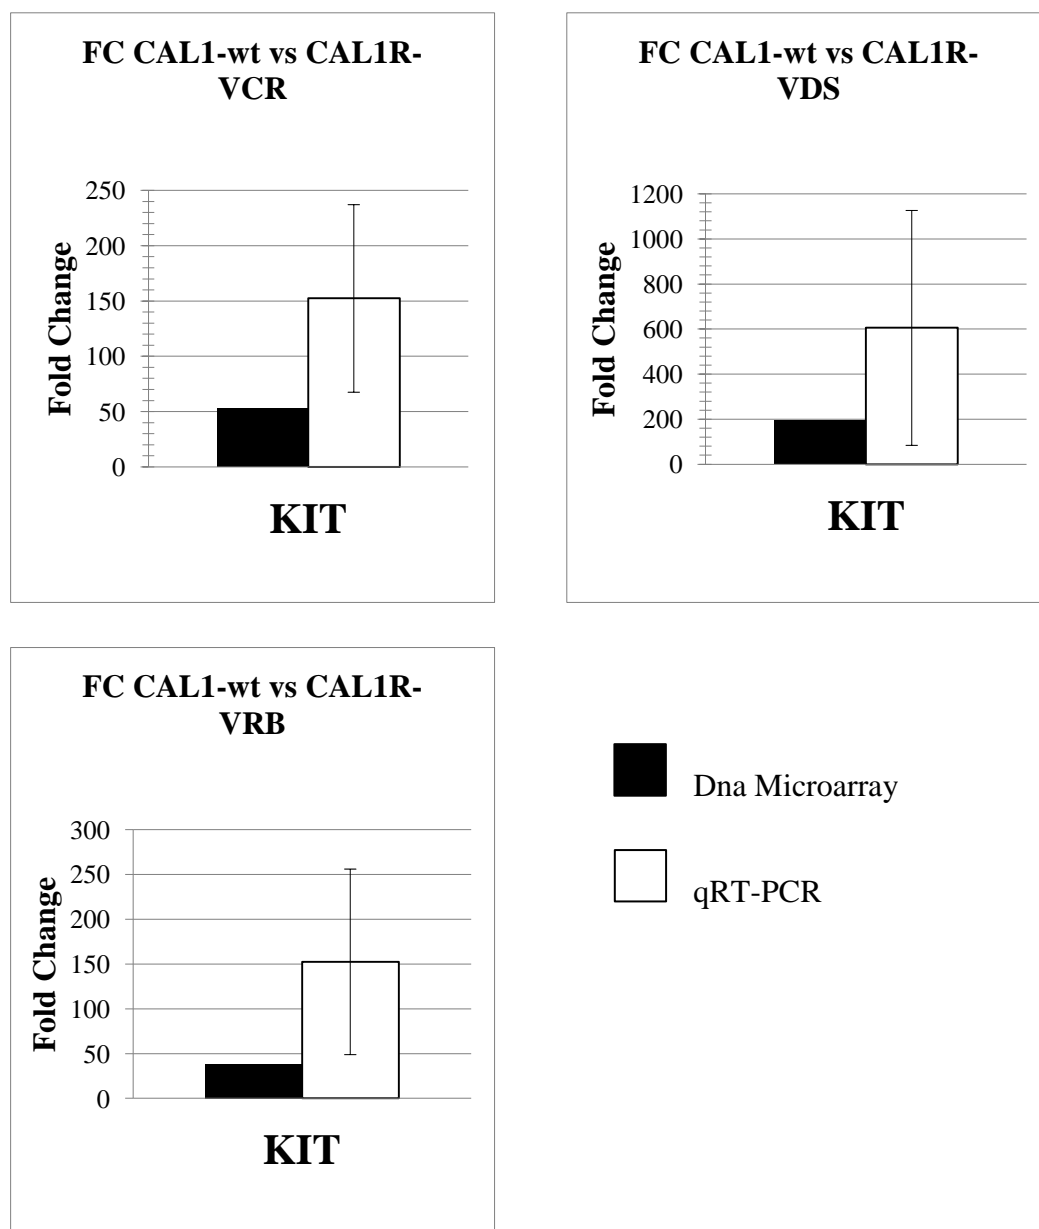 FC CAL1-wt vs CAL1R-
VCR
Fold Change
250
200
150
100
50
0
KIT
FC CAL1-wt vs CAL1R-
VDS
Fold Change
1200
1000
800
600
400
200
0
KIT
FC CAL1-wt vs CAL1R-
VRB
Fold Change
300
250
200
150
100
50
0
KIT
Dna Microarray
qRT-PCR